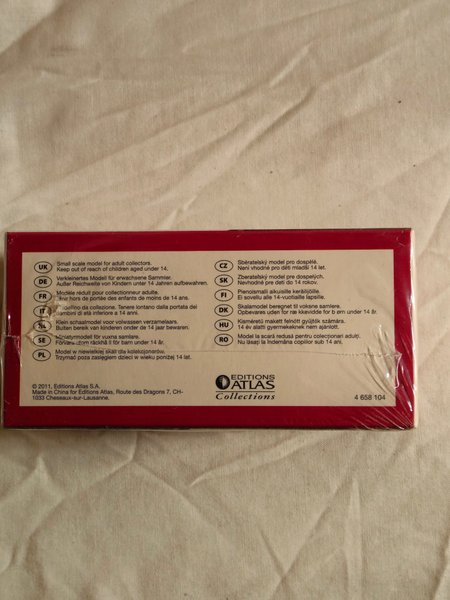 UK Small scale model for adult collectors.
Keep out of reach of children aged under 14.
DE Verkleinertes Modell für erwachsene Sammler.
Außer Reichweite von Kindern unter 14 Jahren aufbewahren.
FR Modèle réduit pour collectionneur adulte.
hors de portée des enfants de moins de 14 ans.
IT Modellino da collezione. Tenere lontano dalla portata dei
bambini di età inferiore a 14 anni.
NL Klein schaalmodel voor volwassen verzamelaars.
Buiten bereik van kinderen onder de 14 jaar bewaren.
SE Miniatyrmodell för vuxna samlare.
Förvara utom räckhåll för barn under 14 år.
PL Model w niewielkiej skali dla kolekcjonerów.
Trzymać poza zasięgiem dzieci w wieku poniżej 14 lat.
CZ Sběratelský model pro dospělé.
Není vhodné pro děti mladší 14 let.
SK Zberateľský model pre dospelých.
Nevhodné pre deti do 14 rokov.
FI Pienoismalli aikuisille keräilijöille.
Ei sovellu alle 14-vuotiaille lapsille.
DK Skalamodel beregnet til voksne samlere.
Opbevares uden for rækkevidde for børn under 14 år.
HU Kisméretű makett felnőtt gyűjtők számára.
14 év alatti gyermekeknek nem ajánlott.
RO Model la scară redusă pentru colecționari adulți.
Nu lăsați la îndemâna copiilor sub 14 ani.
© 2011, Editions Atlas S.A.
Made in China for Editions Atlas, Route des Dragons 7, CH-
1033 Cheseaux-sur-Lausanne.
EDITIONS
ATLAS
Collections
4 658 104